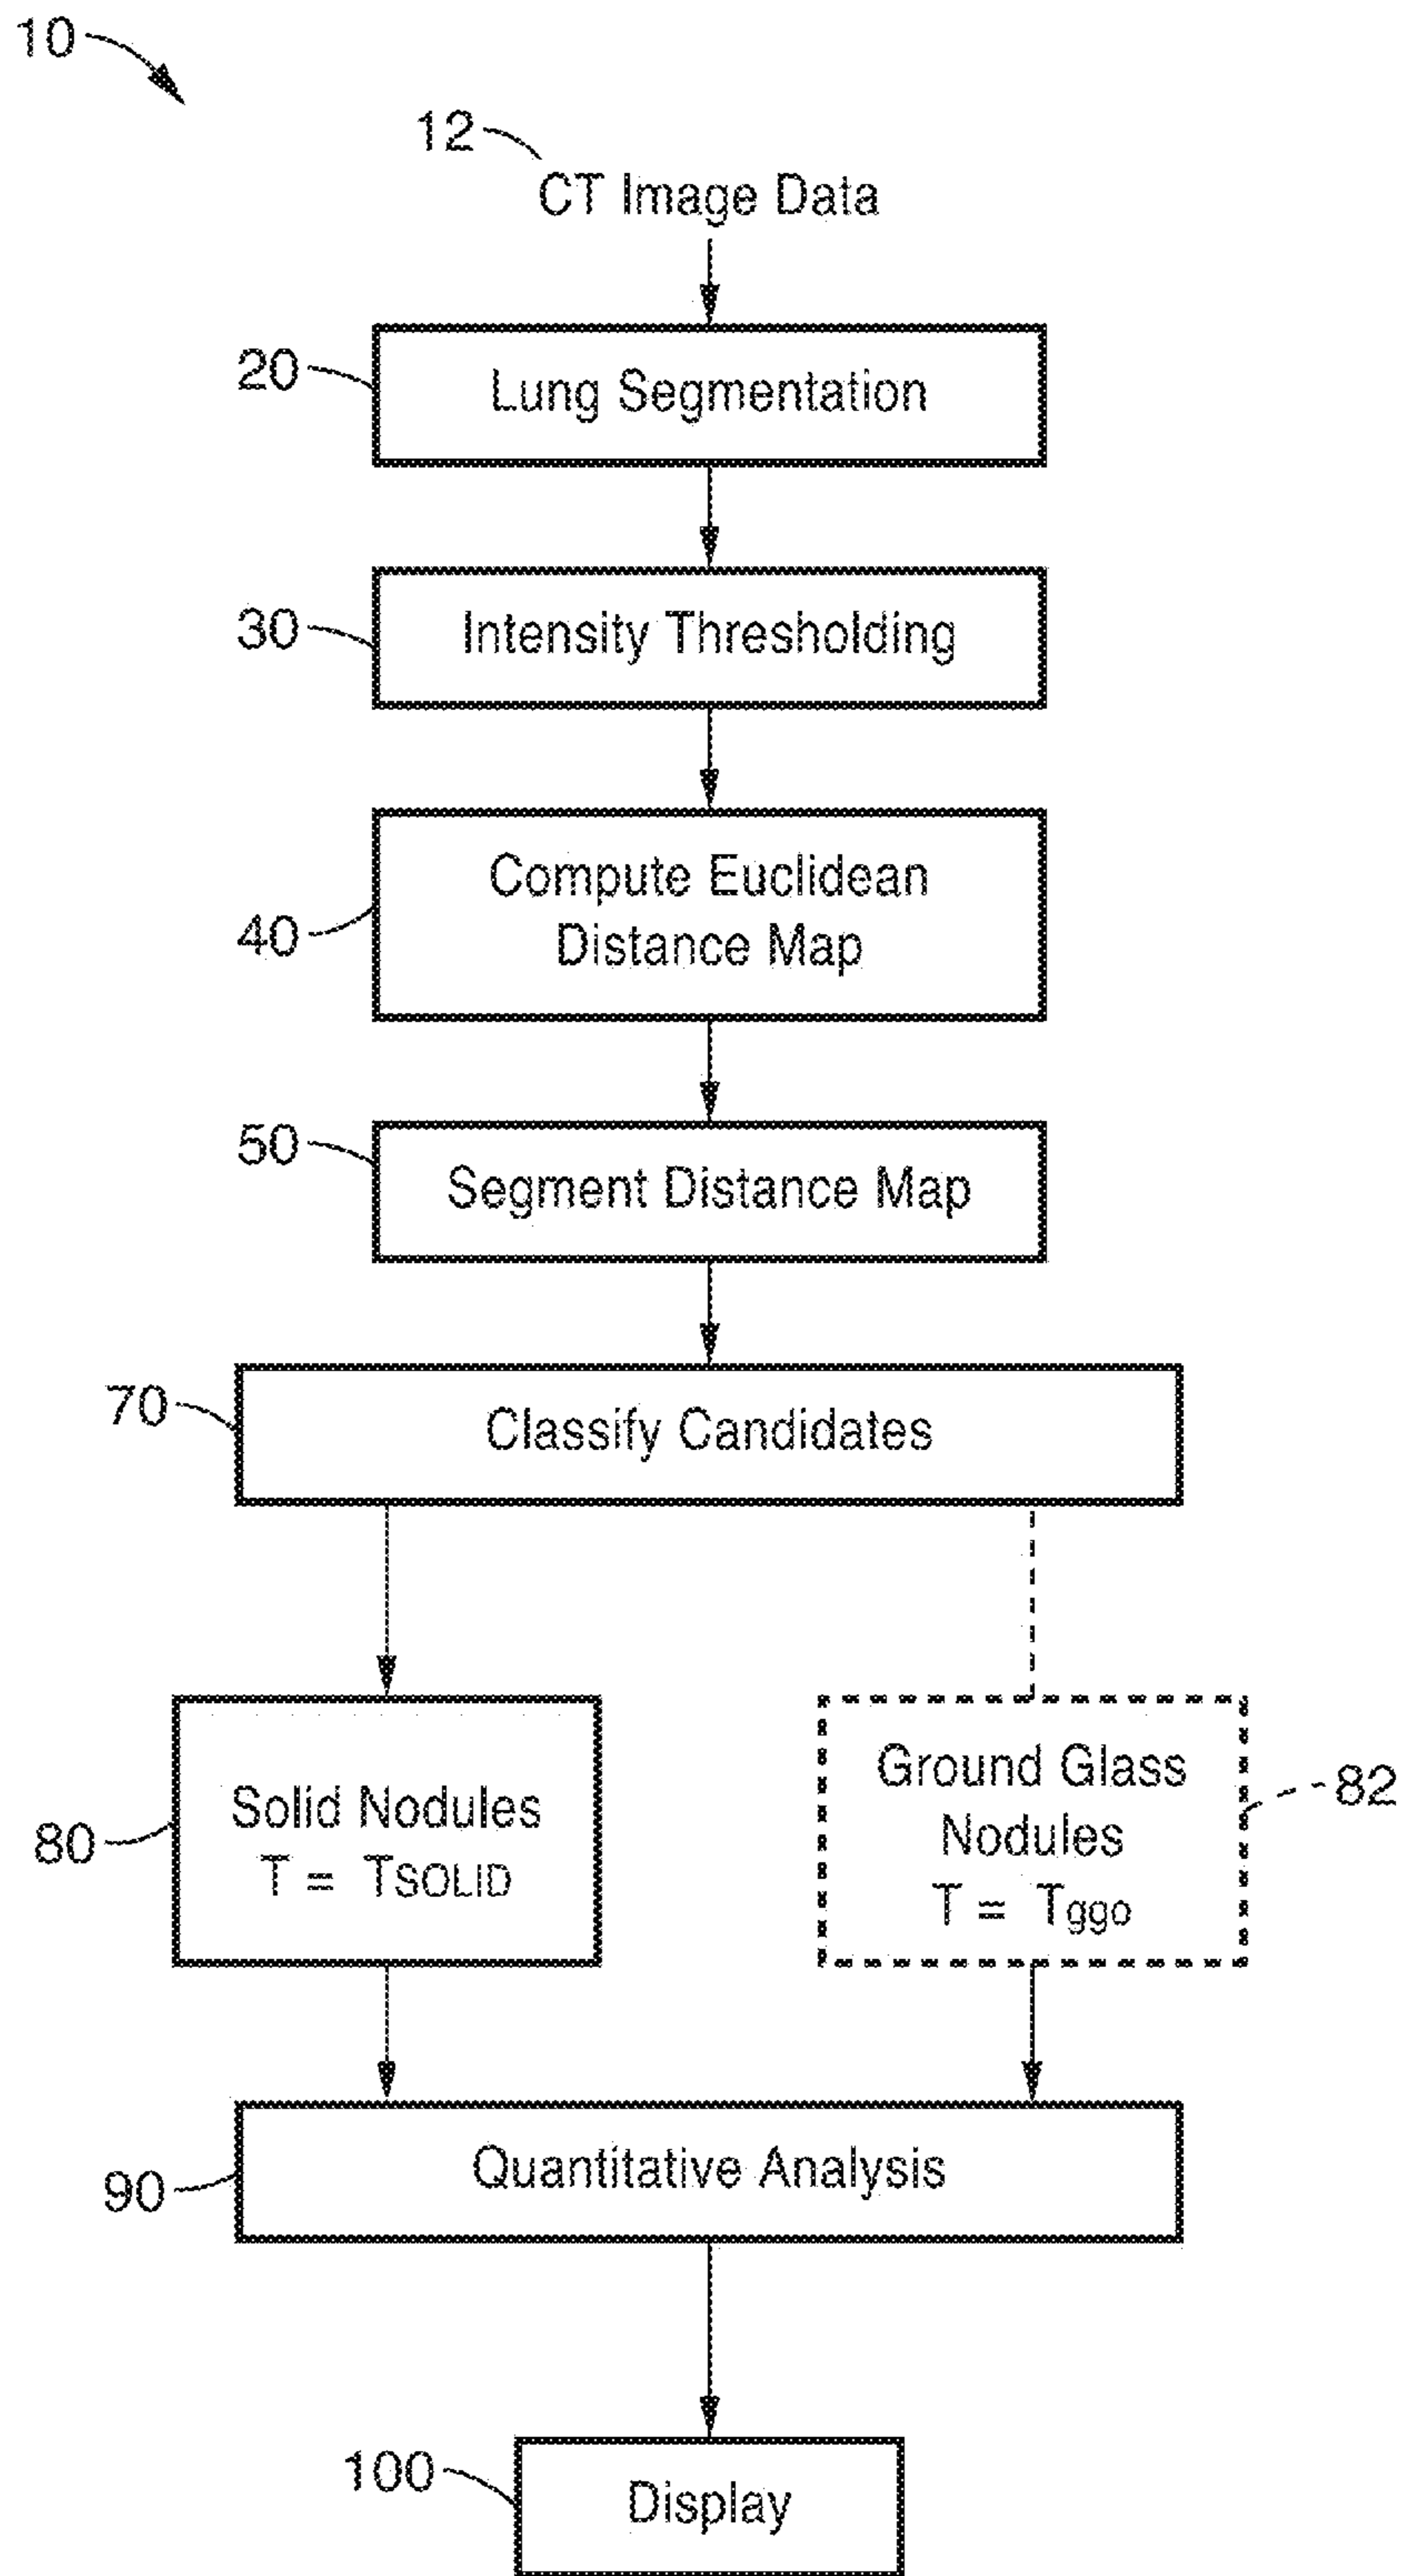 10
12
CT Image Data
20
Lung Segmentation
30
Intensity Thresholding
40
Compute Euclidean
Distance Map
50
Segment Distance Map
70
Classify Candidates
80
Solid Nodules
T = TSOLID
Ground Glass
Nodules
T = Tggo
82
90
Quantitative Analysis
100
Display